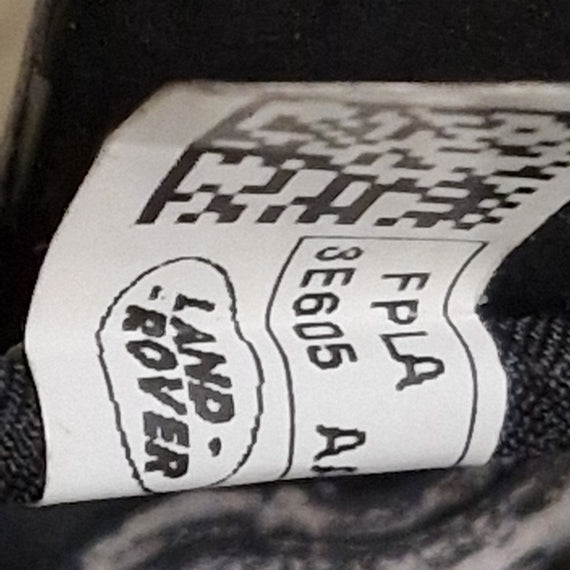 LAND-
-ROVER
FPLA
3E605 A